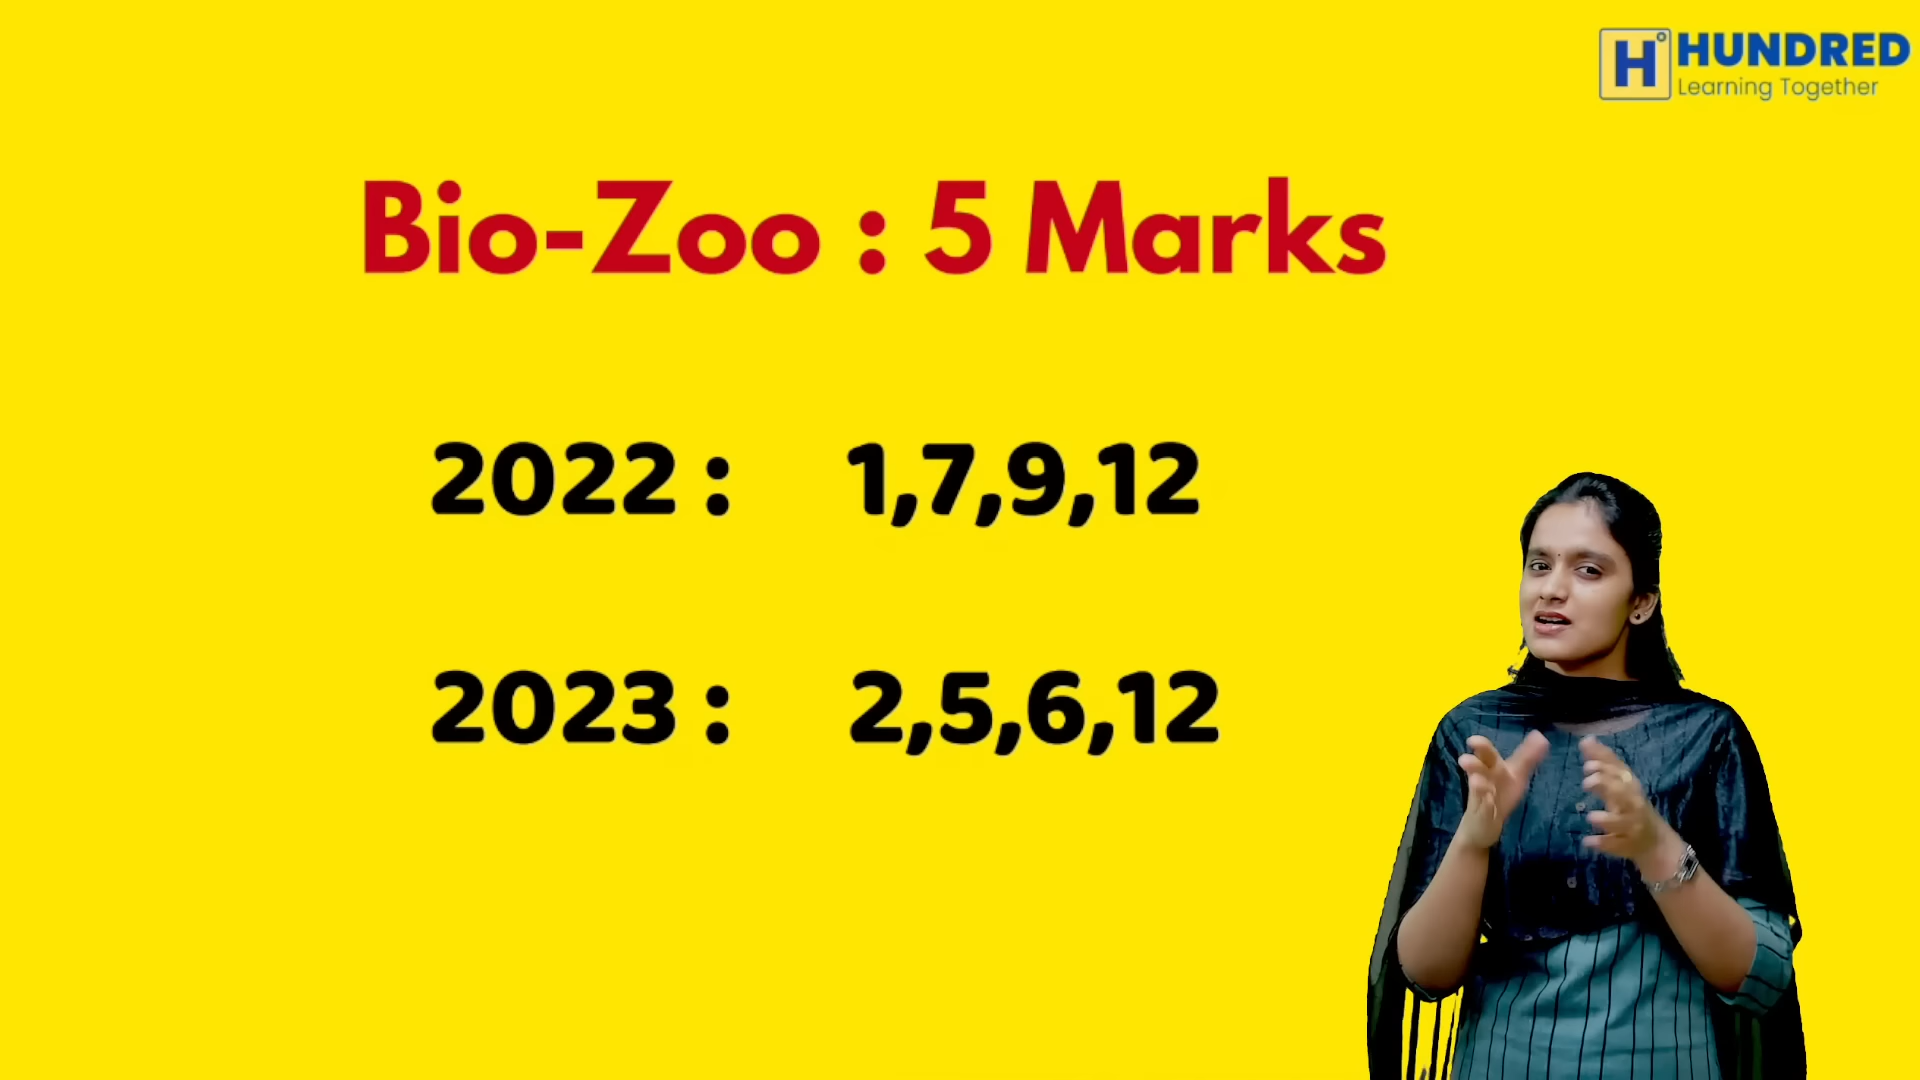 H° HUNDRED
Learning Together
Bio-Zoo : 5 Marks
2022 : 1,7,9,12
2023 : 2,5,6,12